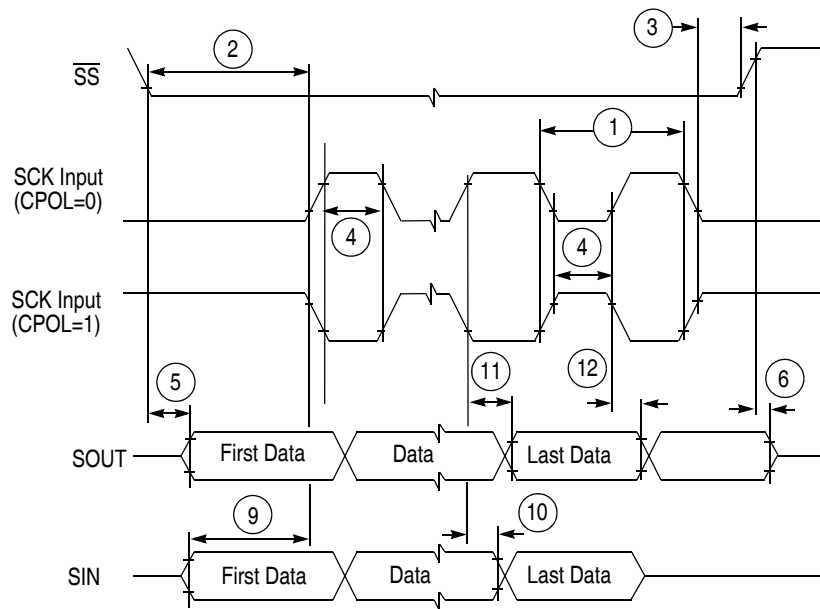 3
2
SS
1
SCK Input
(CPOL=0)
4
4
SCK Input
(CPOL=1)
5
11
12
6
SOUT
First Data
Data
Last Data
9
10
SIN
First Data
Data
Last Data